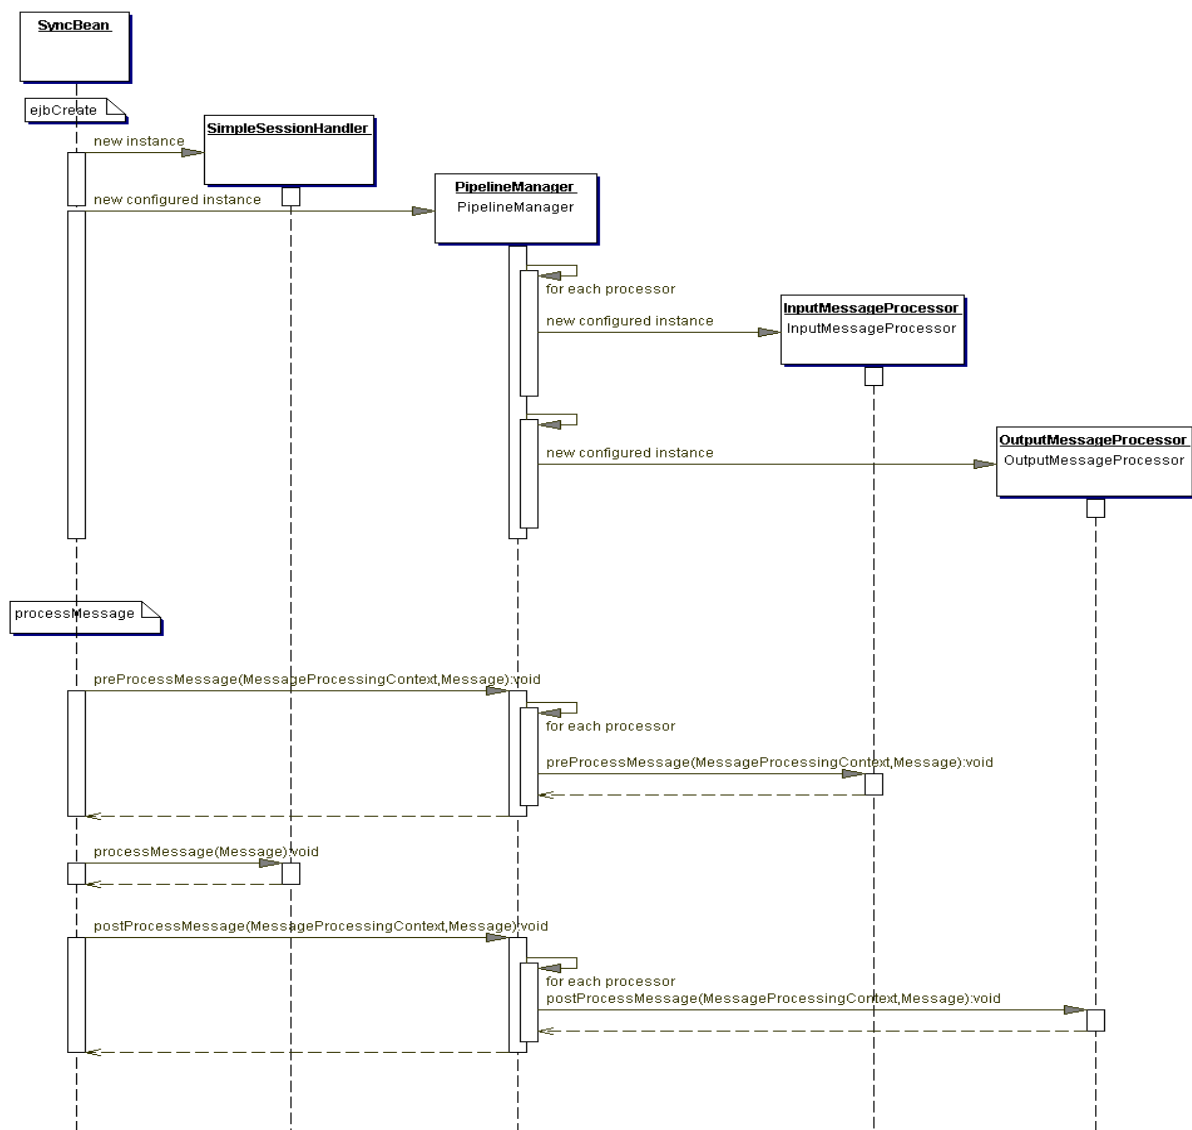 SyncBean
ejbCreate
SimpleSessionHandler
new instance
PipelineManager
PipelineManager
new configured instance
for each processor
InputMessageProcessor
InputMessageProcessor
new configured instance
OutputMessageProcessor
OutputMessageProcessor
new configured instance
processMessage
preProcessMessage(MessageProcessingContext,Message):void
for each processor
preProcessMessage(MessageProcessingContext,Message):void
processMessage(Message):void
postProcessMessage(MessageProcessingContext,Message):void
for each processor
postProcessMessage(MessageProcessingContext,Message):void